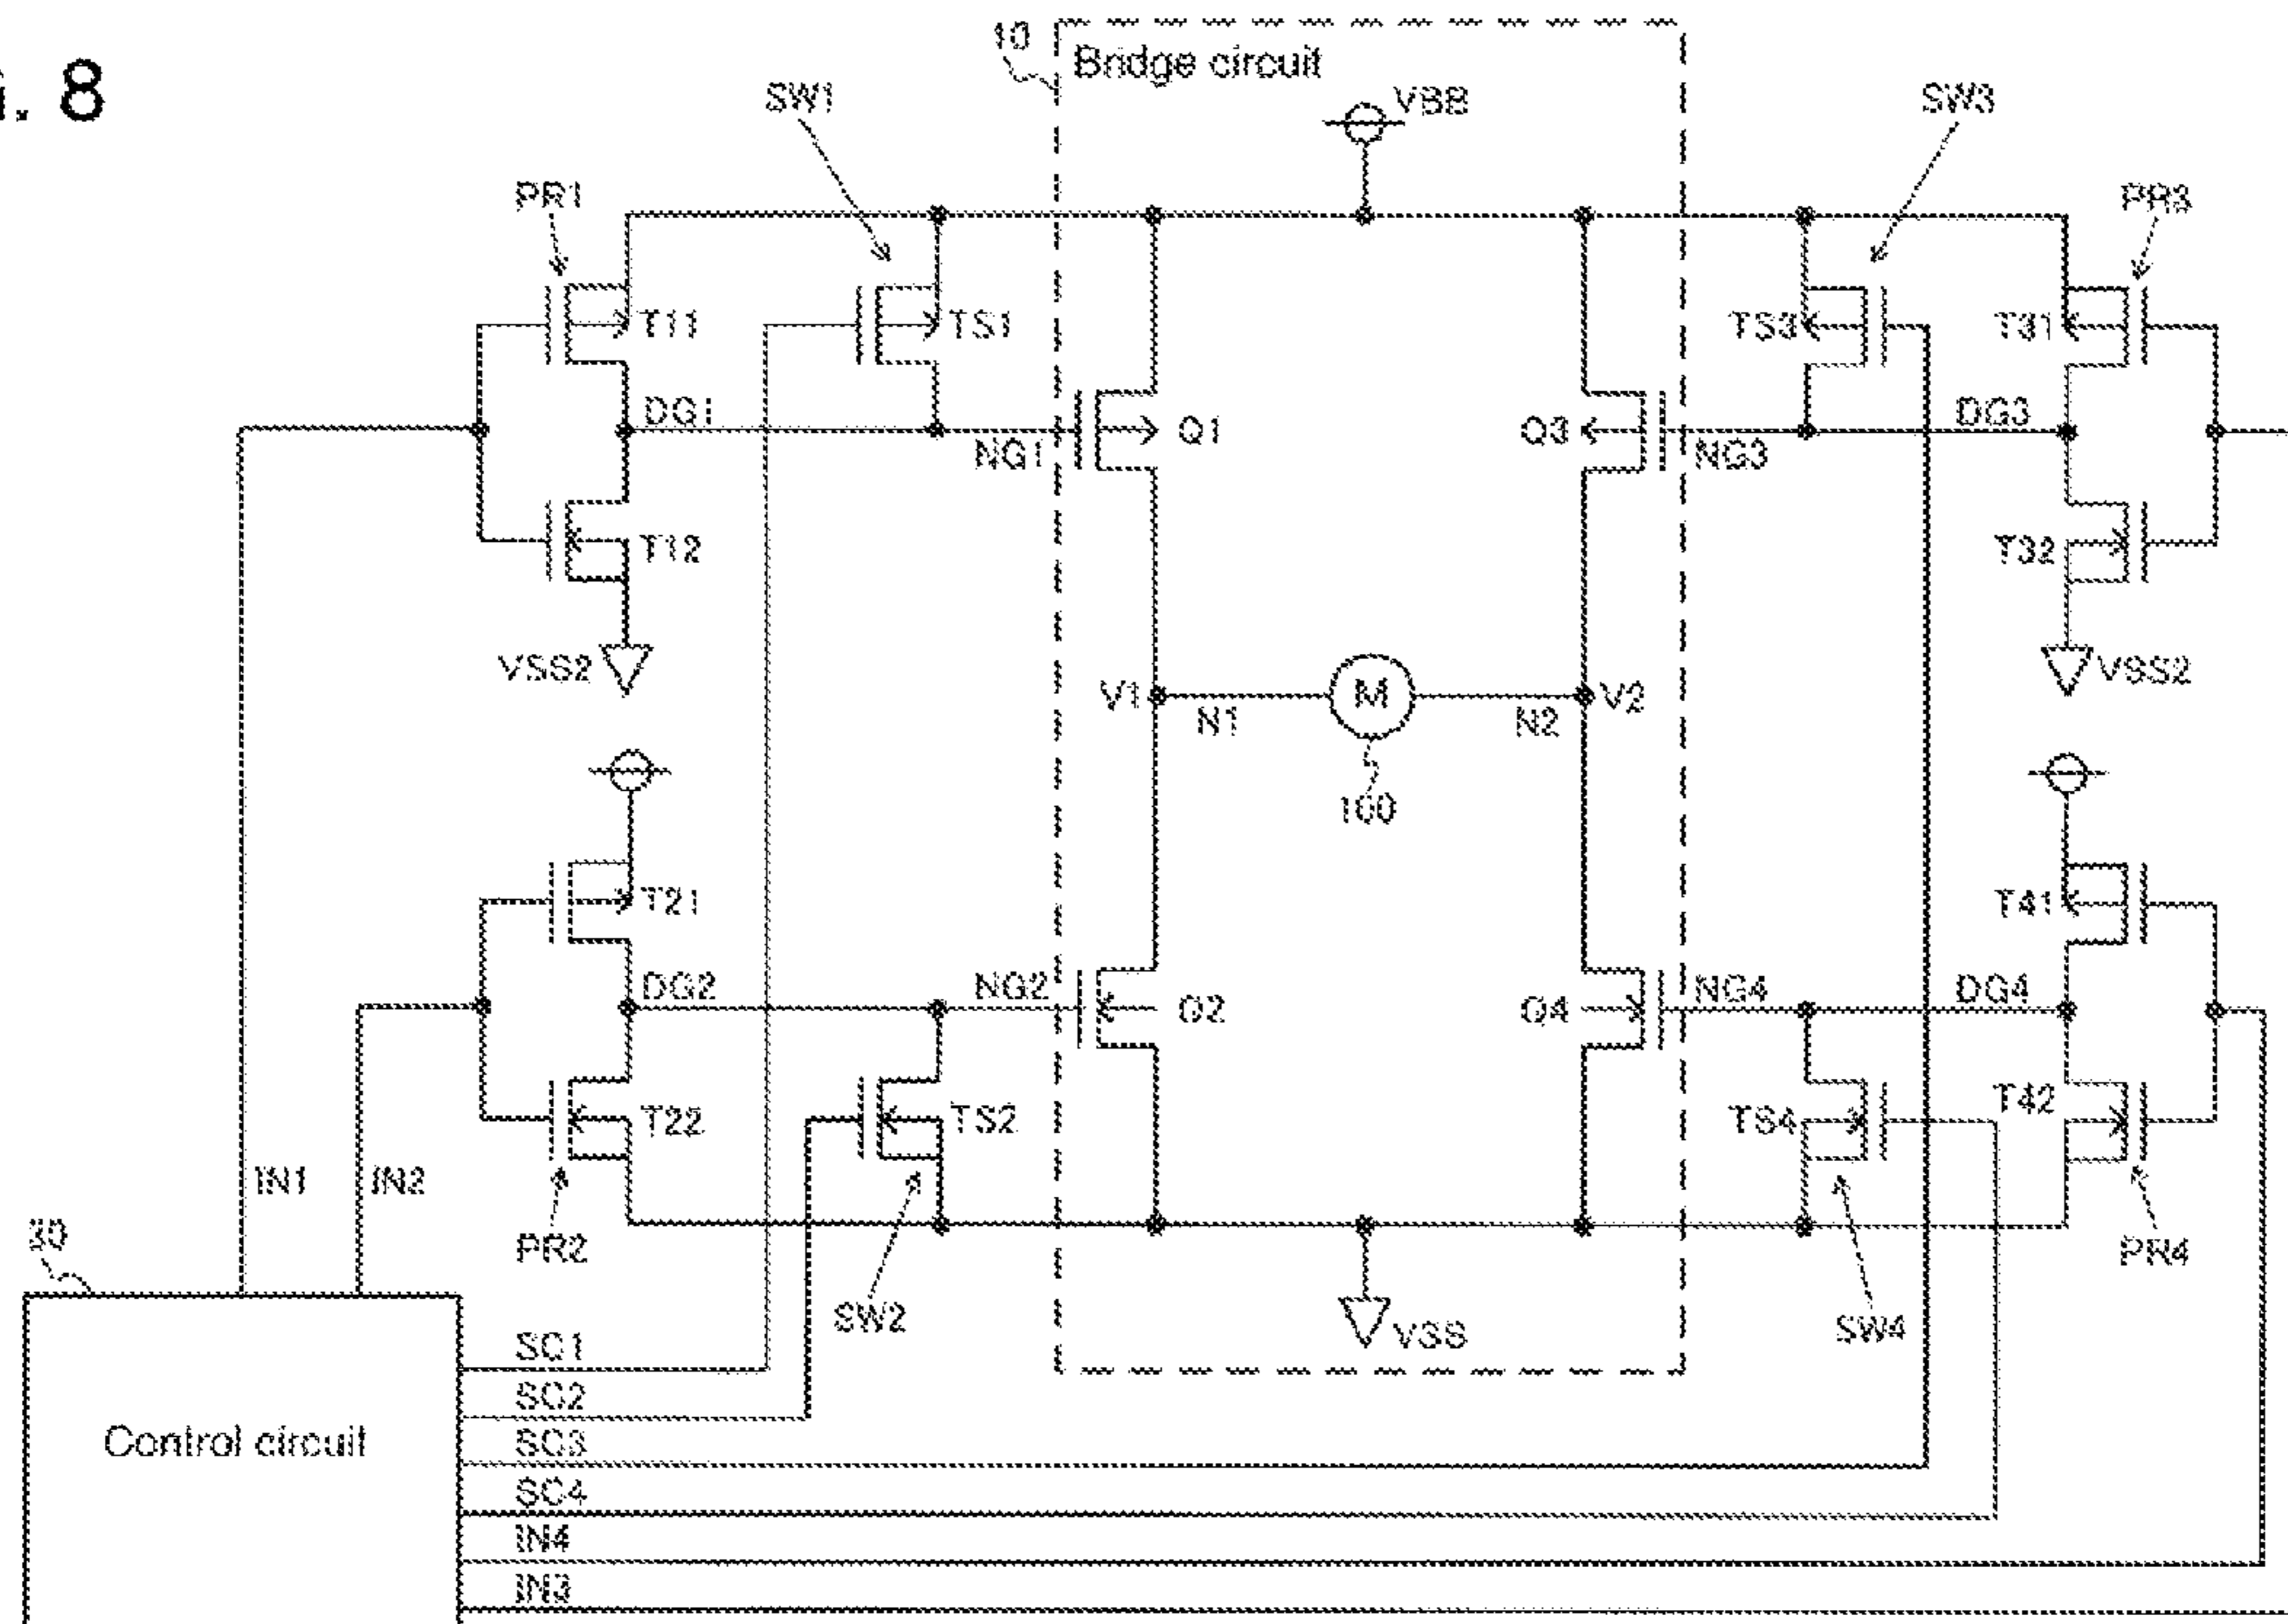 . 8
10
Bridge circuit
SW1
VBB
SW3
PR1
PR3
T11
TS1
TS3
T31
DG1
NG1
Q1
Q3
NG3
DG3
T12
T32
VSS2
V1
N1
M
N2
V2
VSS2
100
T21
T41
DG2
NG2
Q2
Q4
NG4
DG4
T22
TS2
TS4
T42
IN1
IN2
PR2
SW2
VSS
SW4
PR4
30
Control circuit
SC1
SC2
SC3
SC4
IN4
IN3